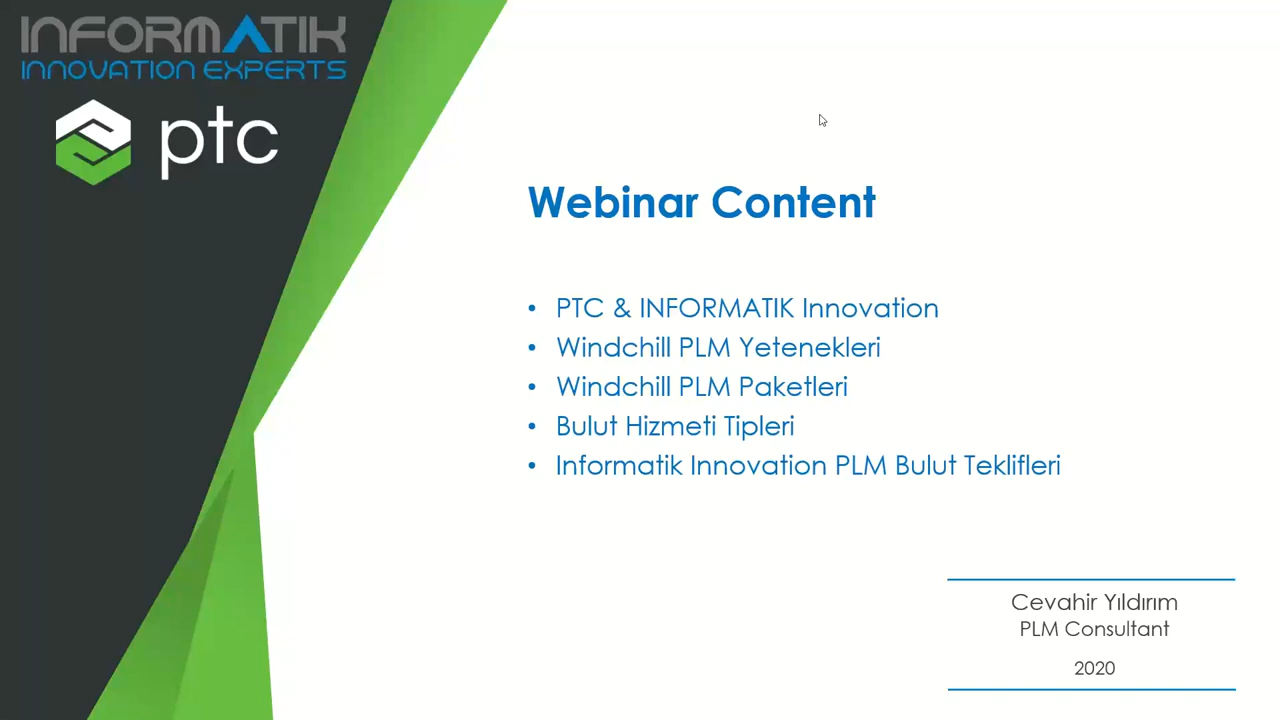 INFORMATIK
INNOVATION EXPERTS
ptc
Webinar Content
• PTC & INFORMATIK Innovation
• Windchill PLM Yetenekleri
• Windchill PLM Paketleri
• Bulut Hizmeti Tipleri
• Informatik Innovation PLM Bulut Teklifleri
Cevahir Yıldırım
PLM Consultant
2020